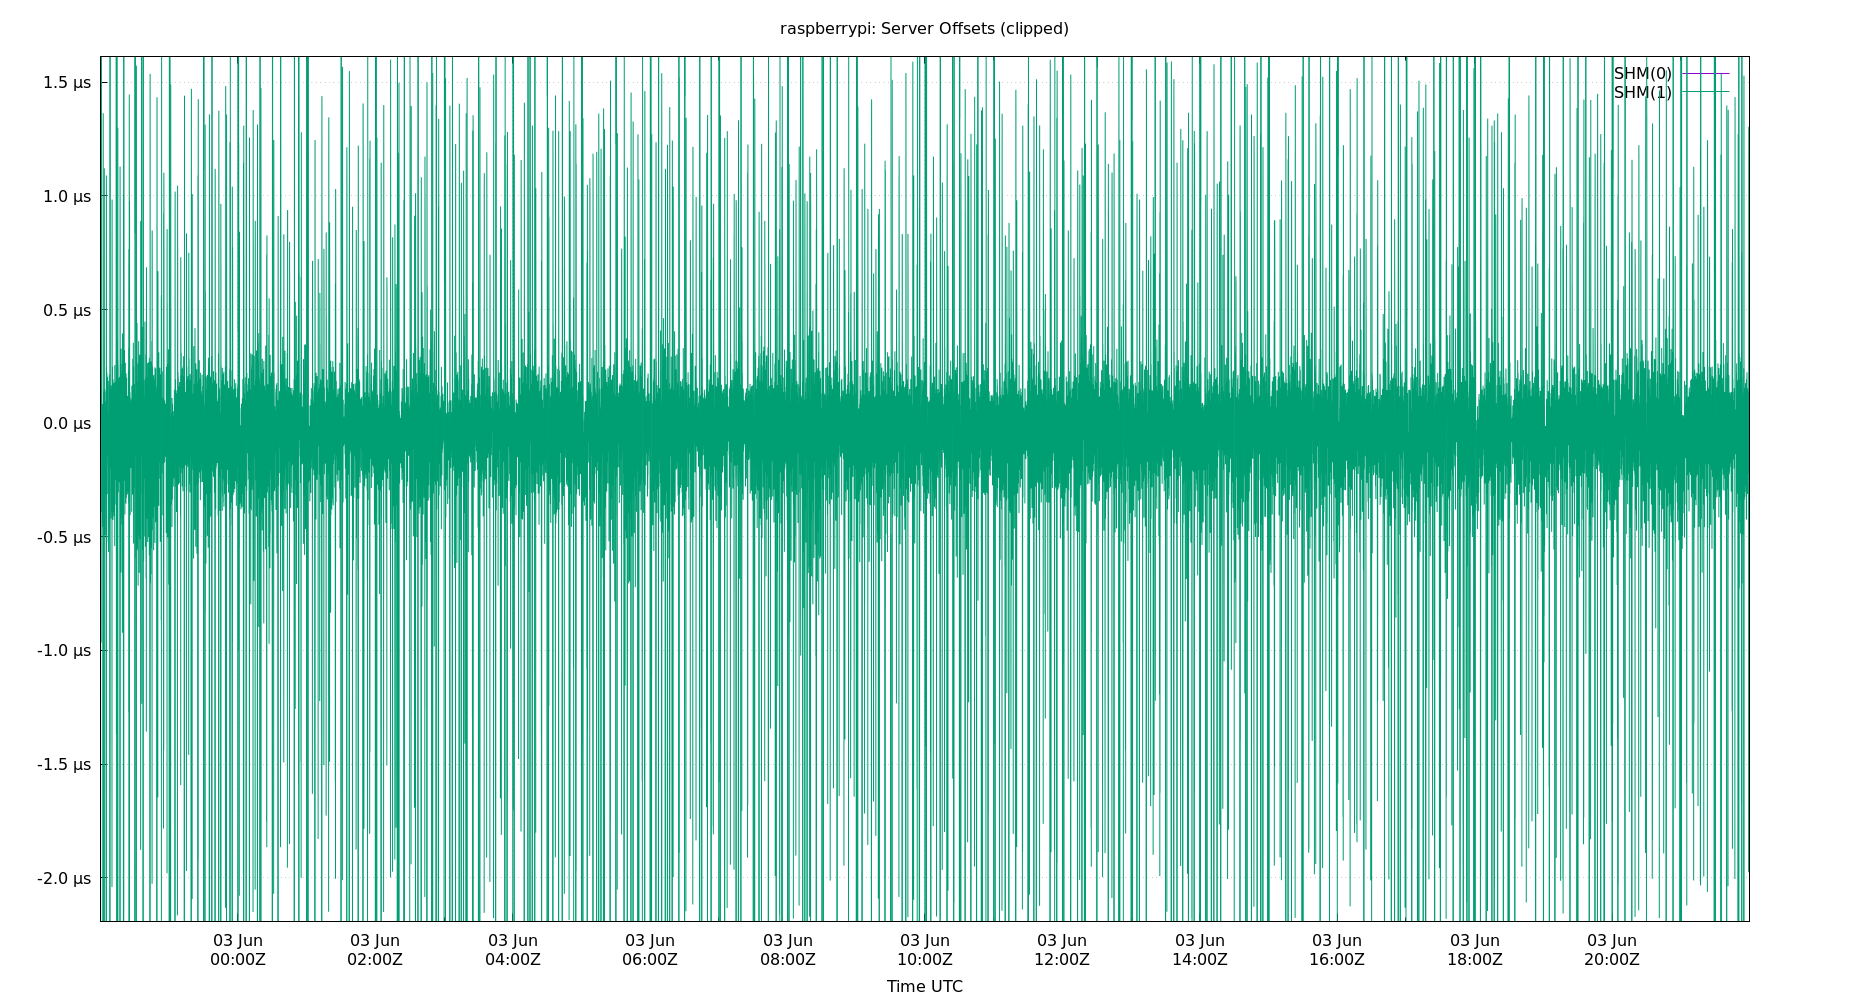 raspberrypi: Server Offsets (clipped)
SHM(0)
SHM(1)
1.5 µs
1.0 µs
0.5 µs
0.0 µs
-0.5 µs
-1.0 µs
-1.5 µs
-2.0 µs
03 Jun 03 Jun 03 Jun 03 Jun 03 Jun 03 Jun 03 Jun 03 Jun 03 Jun 03 Jun 03 Jun
00:00Z 02:00Z 04:00Z 06:00Z 08:00Z 10:00Z 12:00Z 14:00Z 16:00Z 18:00Z 20:00Z
Time UTC